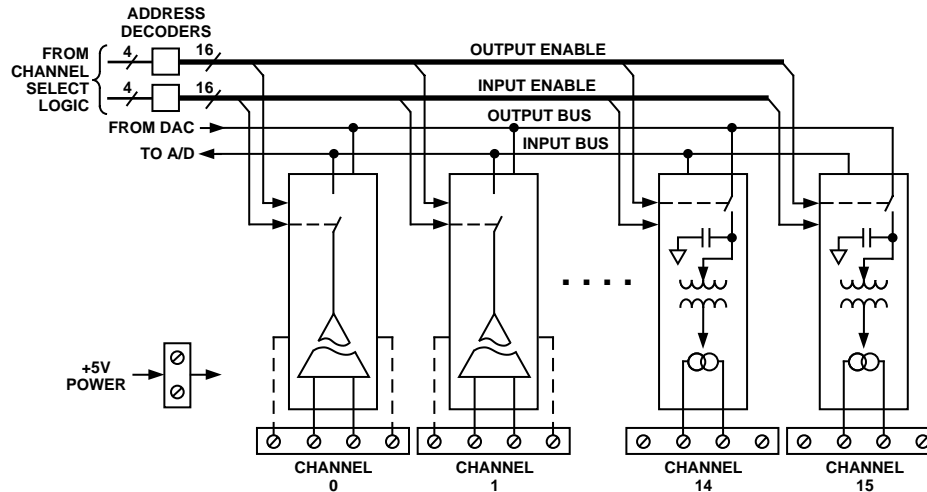 ADDRESS
DECODERS
FROM
CHANNEL
SELECT
LOGIC
4
16
OUTPUT ENABLE
4
16
INPUT ENABLE
FROM DAC
OUTPUT BUS
TO A/D
INPUT BUS
+5V
POWER
CHANNEL
0
CHANNEL
1
CHANNEL
14
CHANNEL
15